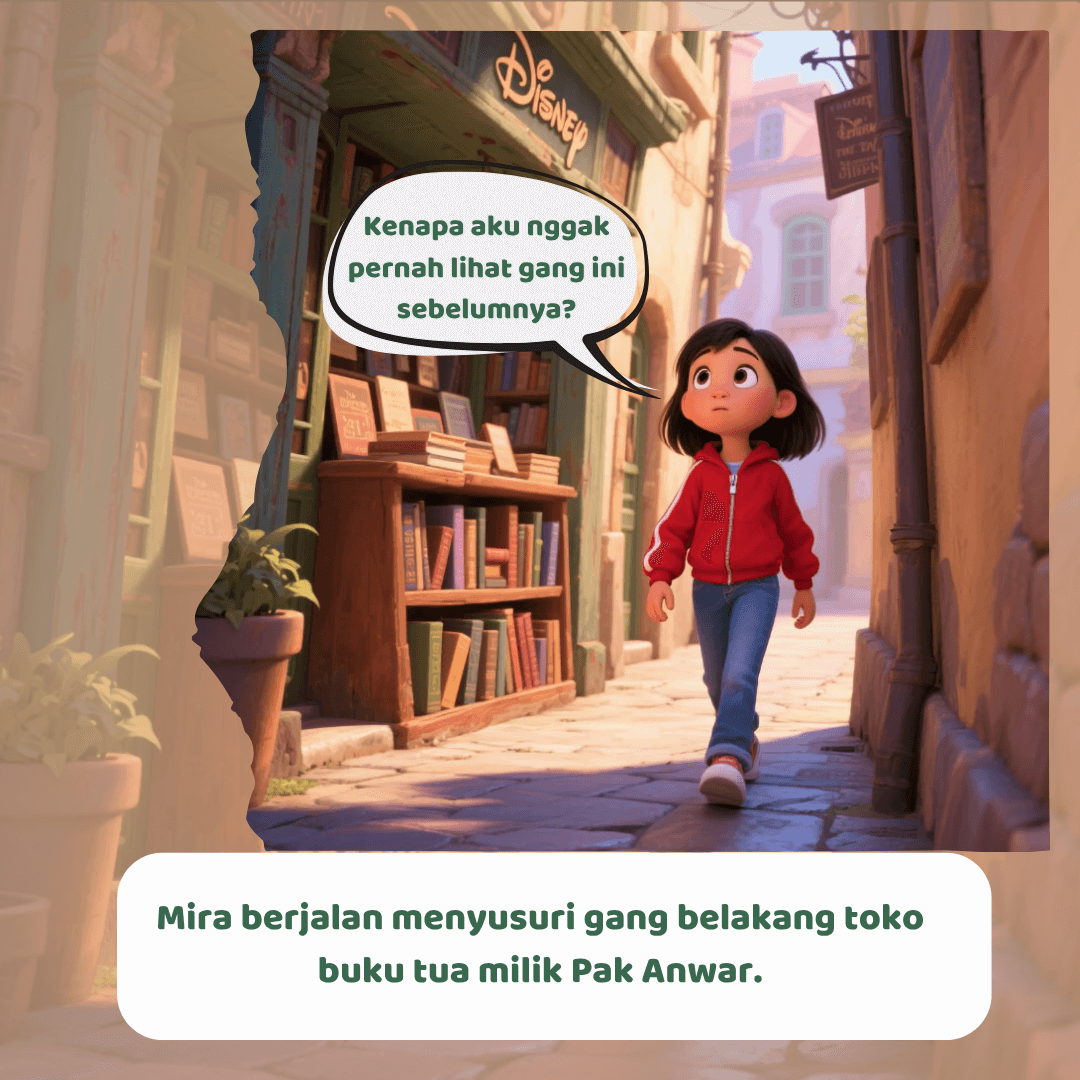 Disney
Kenapa aku nggak
pernah lihat gang ini
sebelumnya?
Mira berjalan menyusuri gang belakang toko
buku tua milik Pak Anwar.